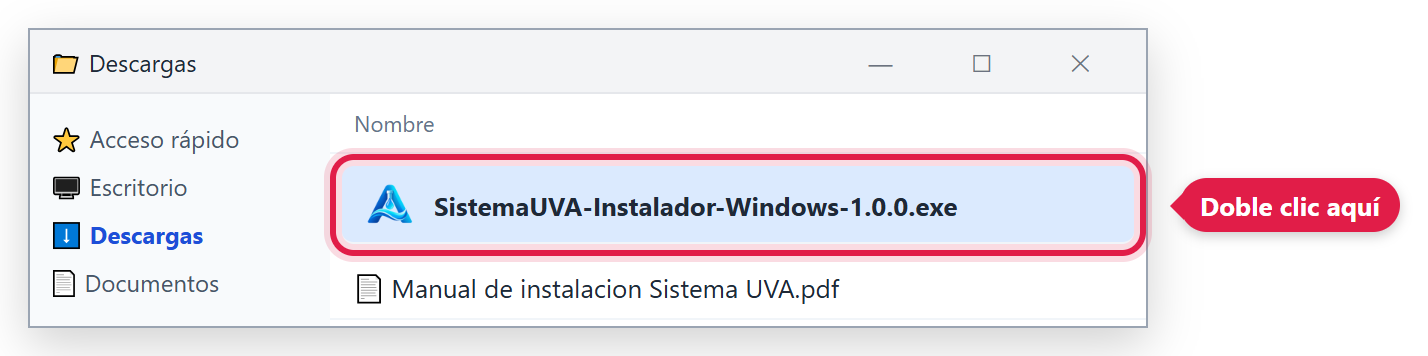 Descargas
Acceso rápido
Escritorio
Descargas
Documentos
Nombre
SistemaUVA-Instalador-Windows-1.0.0.exe
Manual de instalacion Sistema UVA.pdf
Doble clic aquí